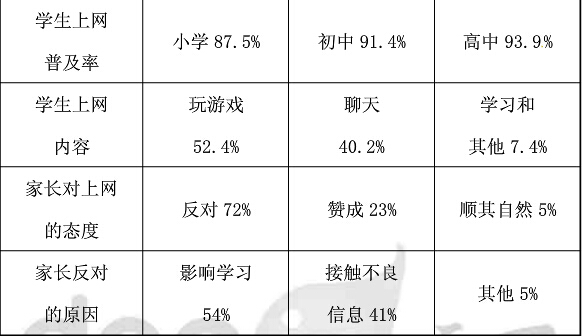 学生上网
普及率
小学 87.5%
初中 91.4%
高中 93.9%
学生上网
内容
玩游戏
52.4%
聊天
40.2%
学习和
其他 7.4%
家长对上网
的态度
反对 72%
赞成 23%
顺其自然 5%
家长反对
的原因
影响学习
54%
接触不良
信息 41%
其他 5%